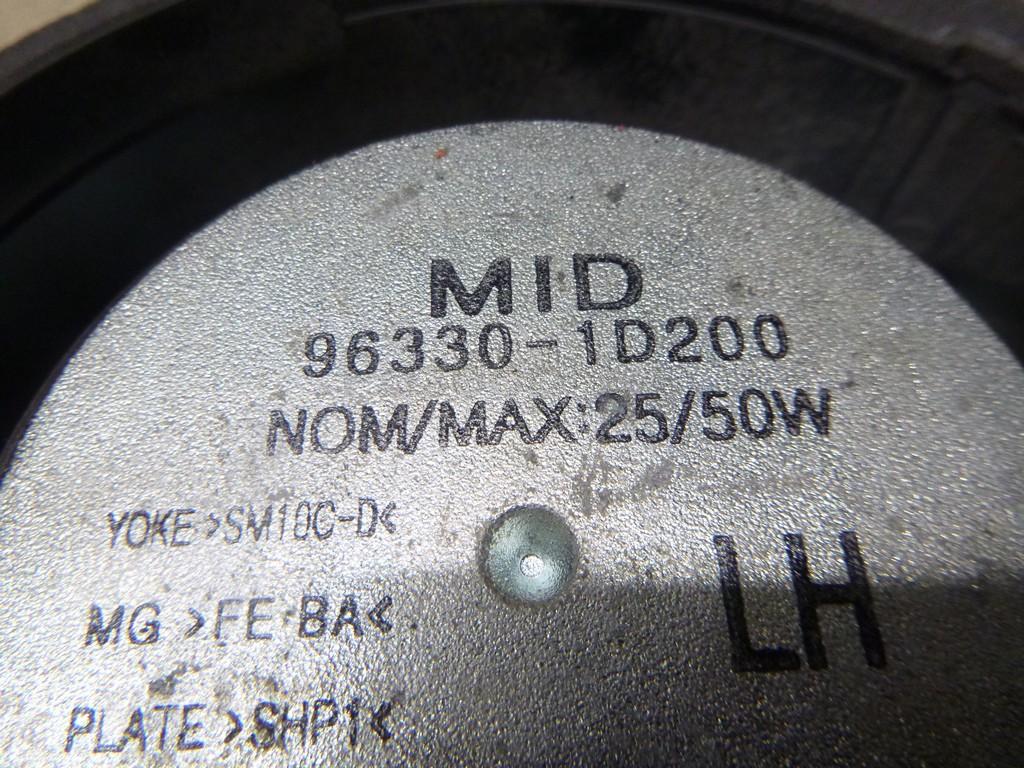 MID
96330-1D200
NOM/MAX:25/50W
YOKE >SM10C-D<
LH
MG >FE-BA<
PLATE >SHP1<